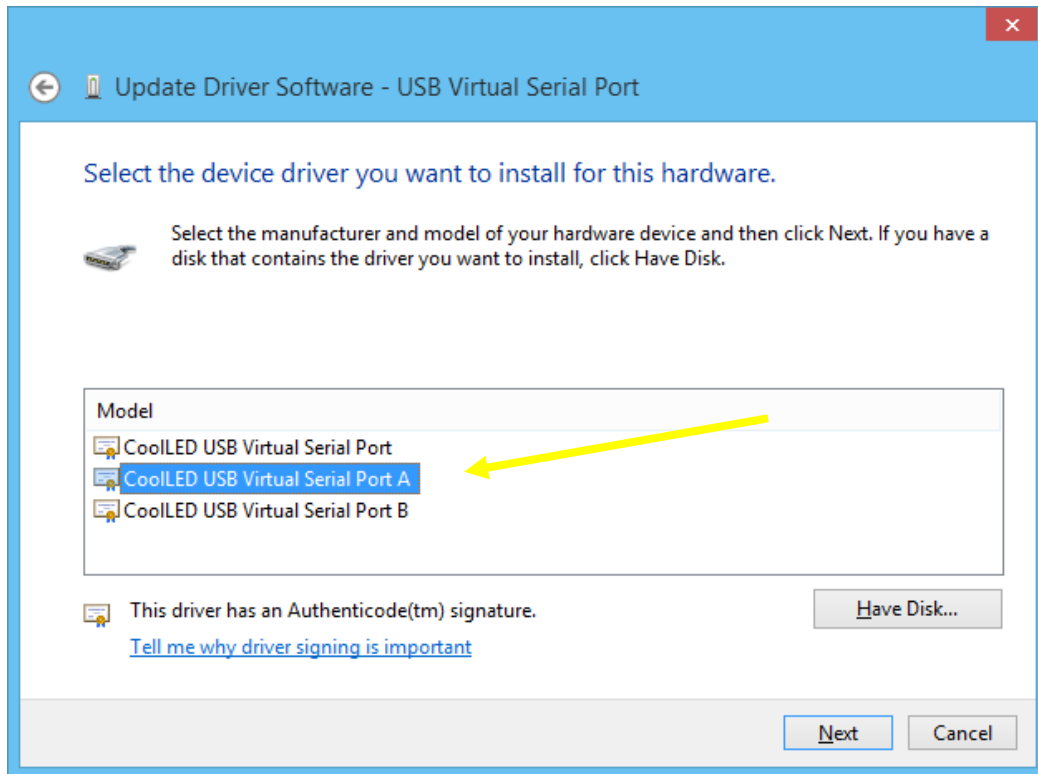 Update Driver Software - USB Virtual Serial Port
Select the device driver you want to install for this hardware.
Select the manufacturer and model of your hardware device and then click Next. If you have a
disk that contains the driver you want to install, click Have Disk.
Model
CoolLED USB Virtual Serial Port
CoolLED USB Virtual Serial Port A
CoolLED USB Virtual Serial Port B
This driver has an Authenticode(tm) signature.
Have Disk...
Tell me why driver signing is important
Next Cancel